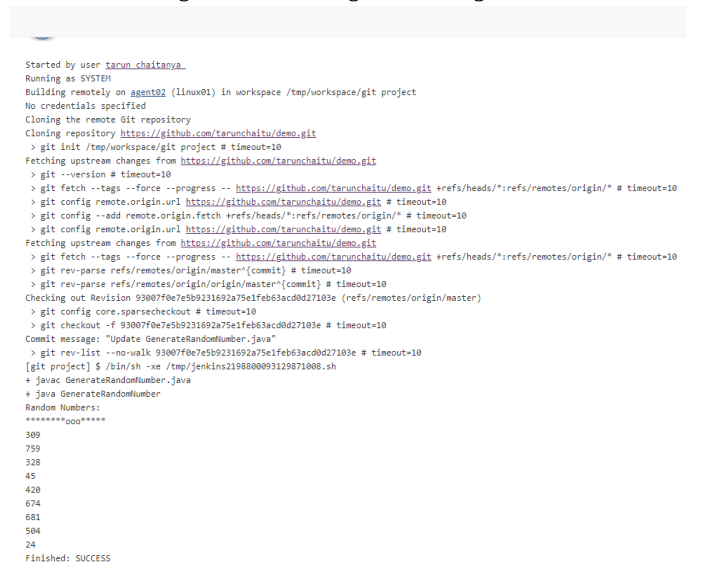 Started by user tarun chaitanya
Running as SYSTEM
Building remotely on agent02 (linux01) in workspace /tmp/workspace/git project
No credentials specified
Cloning the remote Git repository
Cloning repository https://github.com/tarunchaitu/demo.git
> git init /tmp/workspace/git project # timeout=10
Fetching upstream changes from https://github.com/tarunchaitu/demo.git
> git --version # timeout=10
> git fetch --tags --force --progress -- https://github.com/tarunchaitu/demo.git +refs/heads/*:refs/remotes/origin/* # timeout=10
> git config remote.origin.url https://github.com/tarunchaitu/demo.git # timeout=10
> git config --add remote.origin.fetch +refs/heads/*:refs/remotes/origin/* # timeout=10
> git config remote.origin.url https://github.com/tarunchaitu/demo.git # timeout=10
Fetching upstream changes from https://github.com/tarunchaitu/demo.git
> git fetch --tags --force --progress -- https://github.com/tarunchaitu/demo.git +refs/heads/*:refs/remotes/origin/* # timeout=10
> git rev-parse refs/remotes/origin/master^{commit} # timeout=10
> git rev-parse refs/remotes/origin/origin/master^{commit} # timeout=10
Checking out Revision 93007f0e7e5b9231692a75e1feb63acd0d27103e (refs/remotes/origin/master)
> git config core.sparsecheckout # timeout=10
> git checkout -f 93007f0e7e5b9231692a75e1feb63acd0d27103e # timeout=10
Commit message: "Update GenerateRandomNumber.java"
> git rev-list --no-walk 93007f0e7e5b9231692a75e1feb63acd0d27103e # timeout=10
[git project] $ /bin/sh -xe /tmp/jenkins2198800093129871008.sh
+ javac GenerateRandomNumber.java
+ java GenerateRandomNumber
Random Numbers:
********ooo*****
309
759
328
45
420
674
681
504
24
Finished: SUCCESS